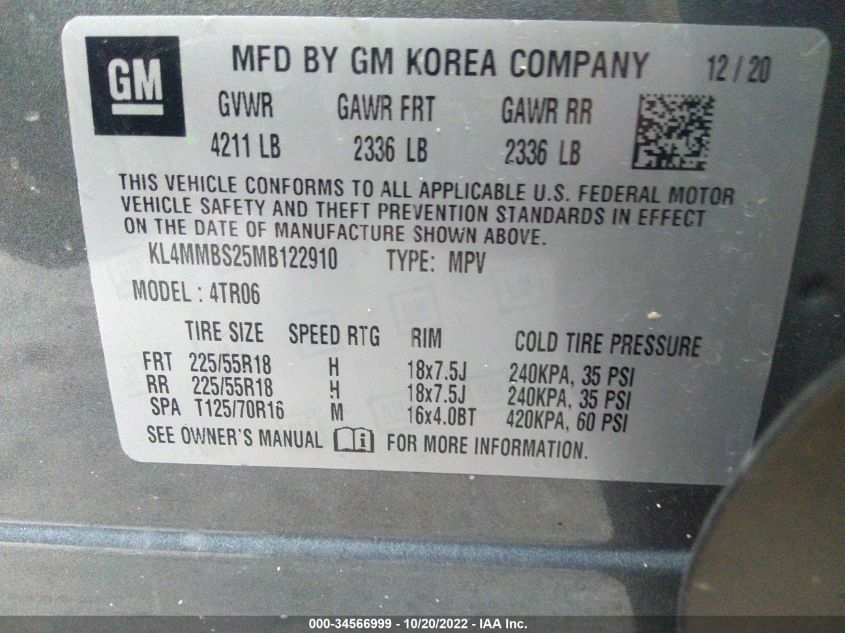 GM MFD BY GM KOREA COMPANY 12/20
GVWR GAWR FRT GAWR RR
4211 LB 2336 LB 2336 LB
THIS VEHICLE CONFORMS TO ALL APPLICABLE U.S. FEDERAL MOTOR
VEHICLE SAFETY AND THEFT PREVENTION STANDARDS IN EFFECT
ON THE DATE OF MANUFACTURE SHOWN ABOVE.
KL4MMBS25MB122910 TYPE: MPV
MODEL: 4TR06
TIRE SIZE SPEED RTG RIM COLD TIRE PRESSURE
FRT 225/55R18 H 18x7.5J 240KPA, 35 PSI
RR 225/55R18 H 18x7.5J 240KPA, 35 PSI
SPA T125/70R16 M 16x4.0BT 420KPA, 60 PSI
SEE OWNER'S MANUAL FOR MORE INFORMATION.
000-34566999 - 10/20/2022 - IAA Inc.